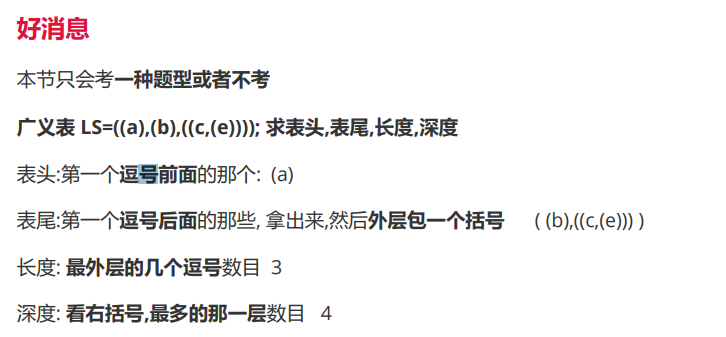 好消息
本节只会考一种题型或者不考
广义表 LS=((a),(b),((c,(e)))); 求表头,表尾,长度,深度
表头:第一个逗号前面的那个: (a)
表尾:第一个逗号后面的那些, 拿出来,然后外层包一个括号 ( (b),((c,(e))) )
长度: 最外层的几个逗号数目 3
深度: 看右括号,最多的那一层数目 4